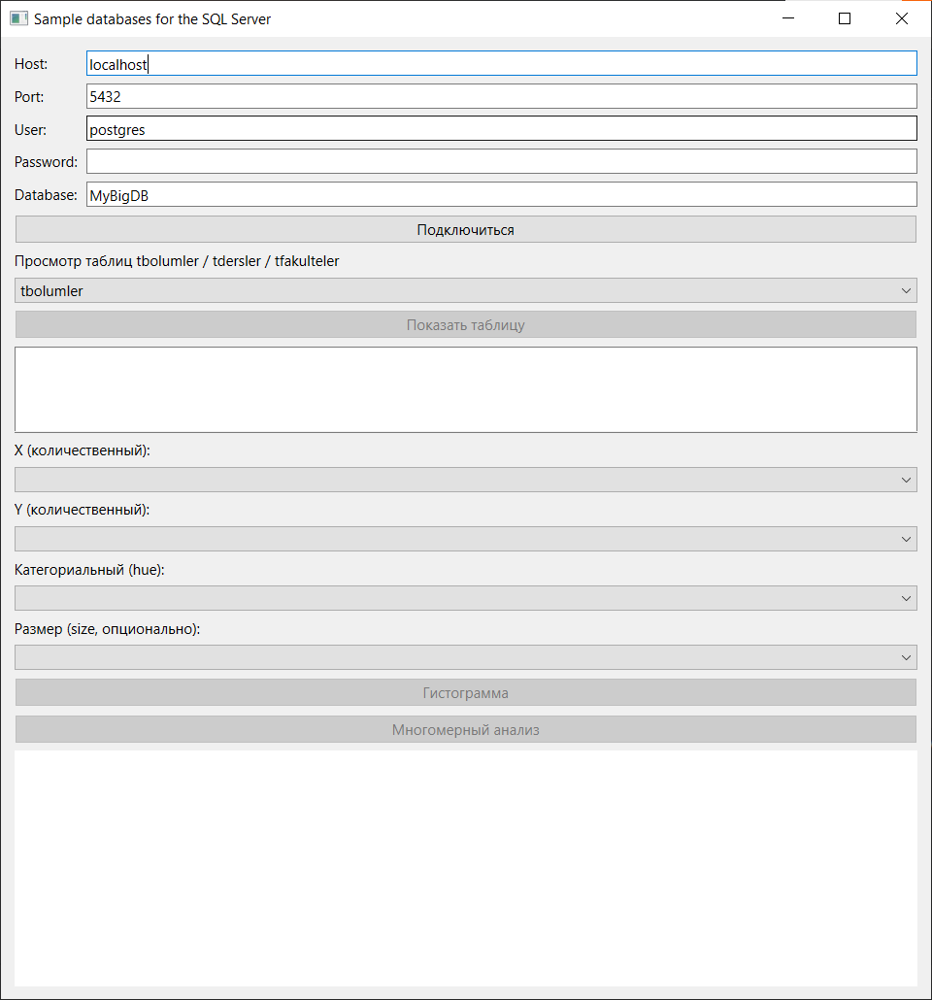 Sample databases for the SQL Server
Host: localhost
Port: 5432
User: postgres
Password:
Database: MyBigDB
Подключиться
Просмотр таблиц tbolumler / tdersler / tfakulteler
tbolumler
Показать таблицу
X (количественный):
Y (количественный):
Категориальный (hue):
Размер (size, опционально):
Гистограмма
Многомерный анализ